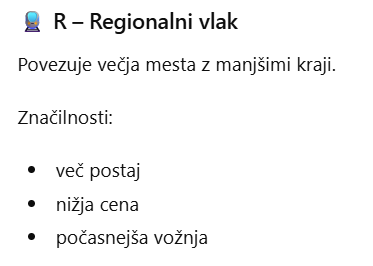 🚆 R – Regionalni vlak
Povezuje večja mesta z manjšimi kraji.
Značilnosti:
• več postaj
• nižja cena
• počasnejša vožnja